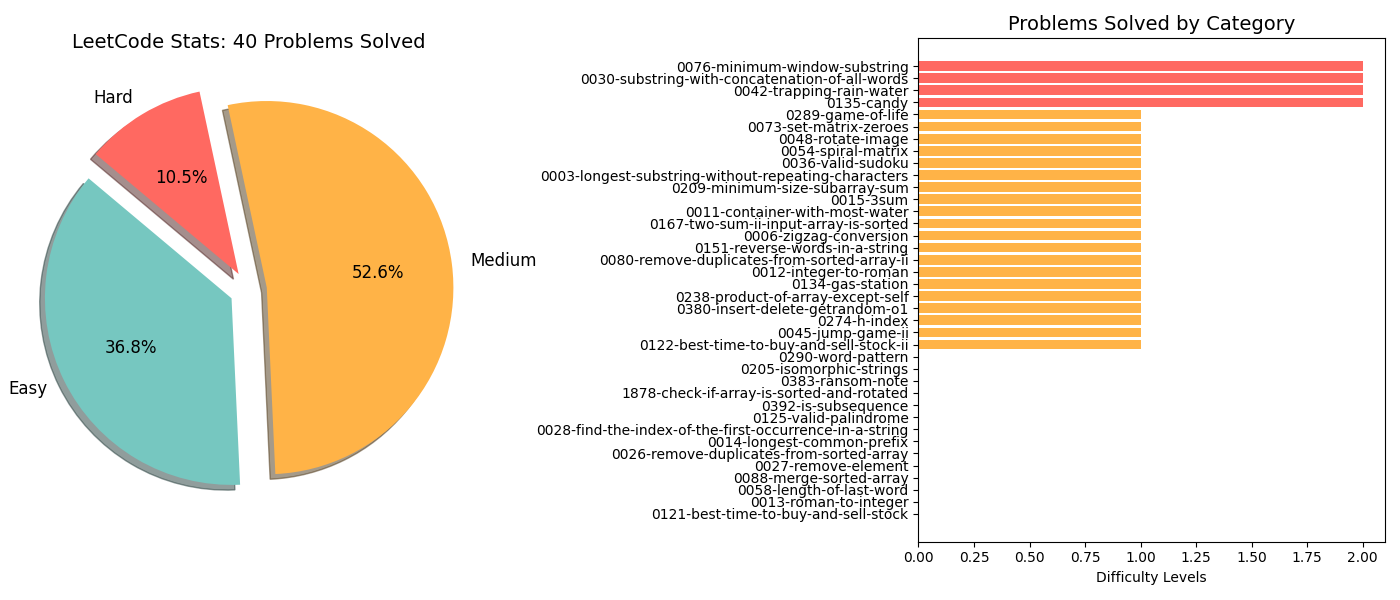 LeetCode Stats: 40 Problems Solved
Hard
10.5%
52.6%
Medium
36.8%
Easy
Problems Solved by Category
0076-minimum-window-substring
0030-substring-with-concatenation-of-all-words
0042-trapping-rain-water
0135-candy
0289-game-of-life
0073-set-matrix-zeroes
0048-rotate-image
0054-spiral-matrix
0036-valid-sudoku
0003-longest-substring-without-repeating-characters
0209-minimum-size-subarray-sum
0015-3sum
0011-container-with-most-water
0167-two-sum-ii-input-array-is-sorted
0006-zigzag-conversion
0151-reverse-words-in-a-string
0080-remove-duplicates-from-sorted-array-ii
0012-integer-to-roman
0134-gas-station
0238-product-of-array-except-self
0380-insert-delete-getrandom-o1
0274-h-index
0045-jump-game-ii
0122-best-time-to-buy-and-sell-stock-ii
0290-word-pattern
0205-isomorphic-strings
0383-ransom-note
1878-check-if-array-is-sorted-and-rotated
0392-is-subsequence
0125-valid-palindrome
0028-find-the-index-of-the-first-occurrence-in-a-string
0014-longest-common-prefix
0026-remove-duplicates-from-sorted-array
0027-remove-element
0088-merge-sorted-array
0058-length-of-last-word
0013-roman-to-integer
0121-best-time-to-buy-and-sell-stock
0.00 0.25 0.50 0.75 1.00 1.25 1.50 1.75 2.00
Difficulty Levels